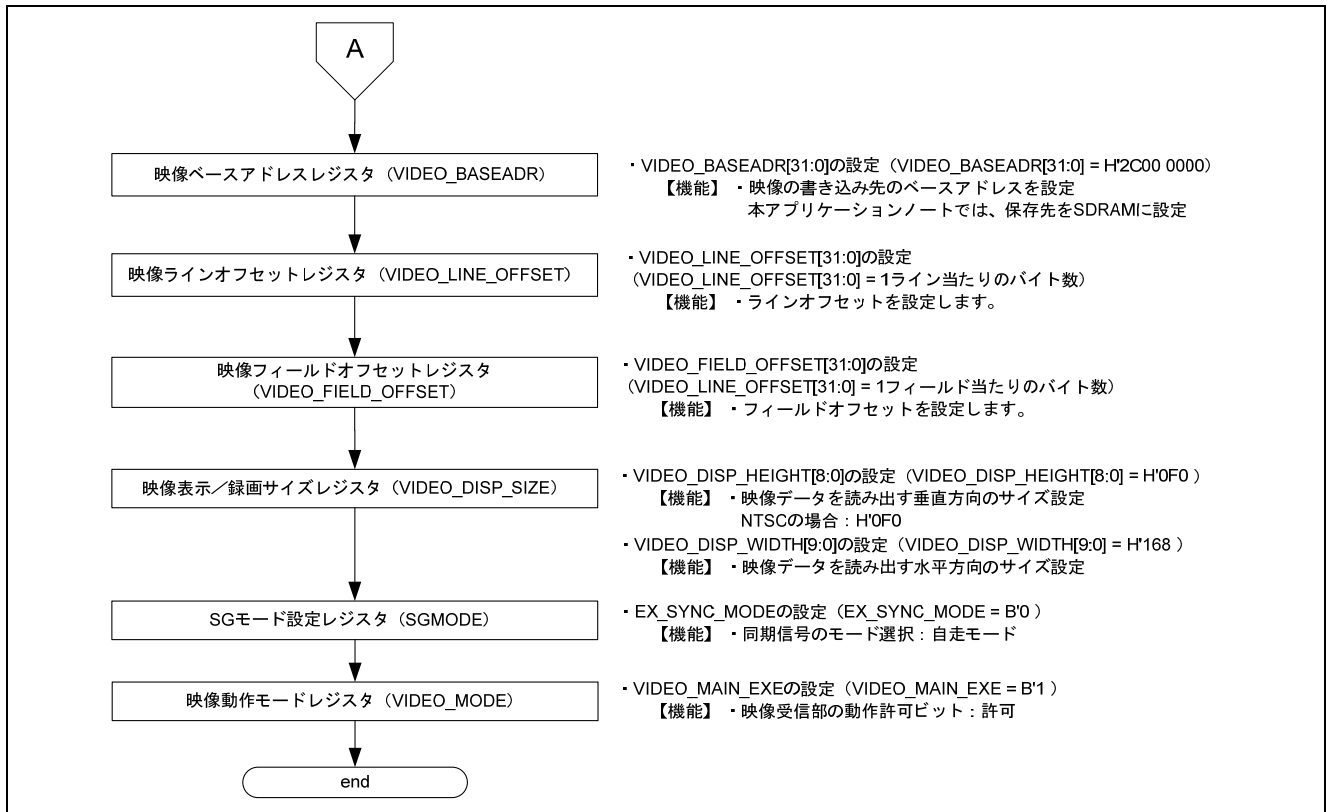 A
映像ベースアドレスレジスタ（VIDEO_BASEADR）
・VIDEO_BASEADR[31:0]の設定（VIDEO_BASEADR[31:0] = H'2C00 0000）
【機能】 ・映像の書き込み先のベースアドレスを設定
本アプリケーションノートでは、保存先をSDRAMに設定
映像ラインオフセットレジスタ（VIDEO_LINE_OFFSET）
・VIDEO_LINE_OFFSET[31:0]の設定
（VIDEO_LINE_OFFSET[31:0] = 1ライン当たりのバイト数）
【機能】 ・ラインオフセットを設定します。
映像フィールドオフセットレジスタ
（VIDEO_FIELD_OFFSET）
・VIDEO_FIELD_OFFSET[31:0]の設定
（VIDEO_LINE_OFFSET[31:0] = 1フィールド当たりのバイト数）
【機能】 ・フィールドオフセットを設定します。
映像表示／録画サイズレジスタ（VIDEO_DISP_SIZE）
・VIDEO_DISP_HEIGHT[8:0]の設定（VIDEO_DISP_HEIGHT[8:0] = H'0F0 ）
【機能】 ・映像データを読み出す垂直方向のサイズ設定
NTSCの場合：H'0F0
・VIDEO_DISP_WIDTH[9:0]の設定（VIDEO_DISP_WIDTH[9:0] = H'168 ）
【機能】 ・映像データを読み出す水平方向のサイズ設定
SGモード設定レジスタ（SGMODE）
・EX_SYNC_MODEの設定（EX_SYNC_MODE = B'0 ）
【機能】 ・同期信号のモード選択：自走モード
映像動作モードレジスタ（VIDEO_MODE）
・VIDEO_MAIN_EXEの設定（VIDEO_MAIN_EXE = B'1 ）
【機能】 ・映像受信部の動作許可ビット：許可
end